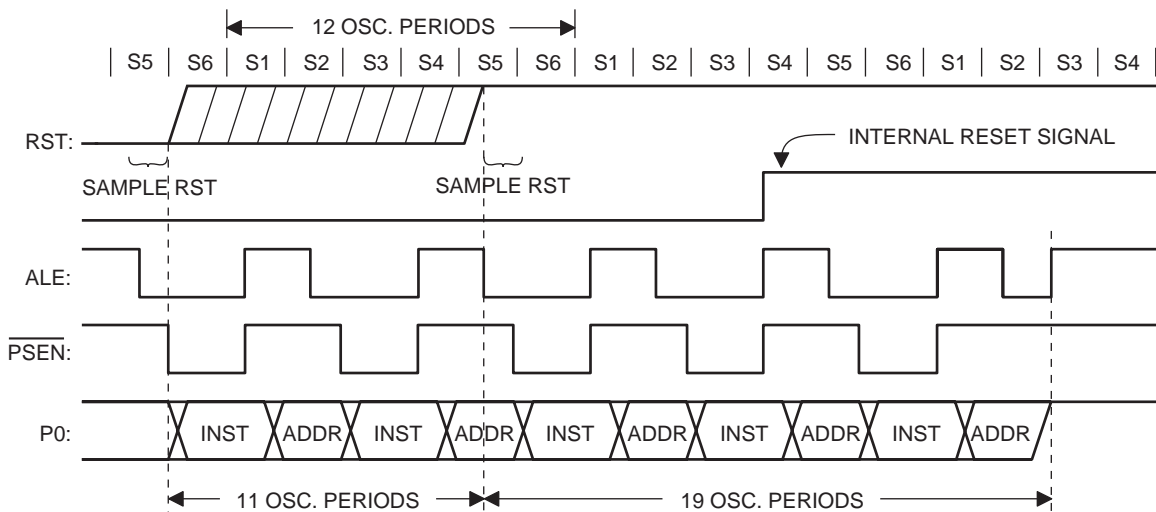 12 OSC. PERIODS
S5 S6 S1 S2 S3 S4 S5 S6 S1 S2 S3 S4 S5 S6 S1 S2 S3 S4
RST:
INTERNAL RESET SIGNAL
SAMPLE RST SAMPLE RST
ALE:
PSEN:
P0: INST ADDR INST ADDR INST ADDR INST ADDR INST ADDR
11 OSC. PERIODS 19 OSC. PERIODS